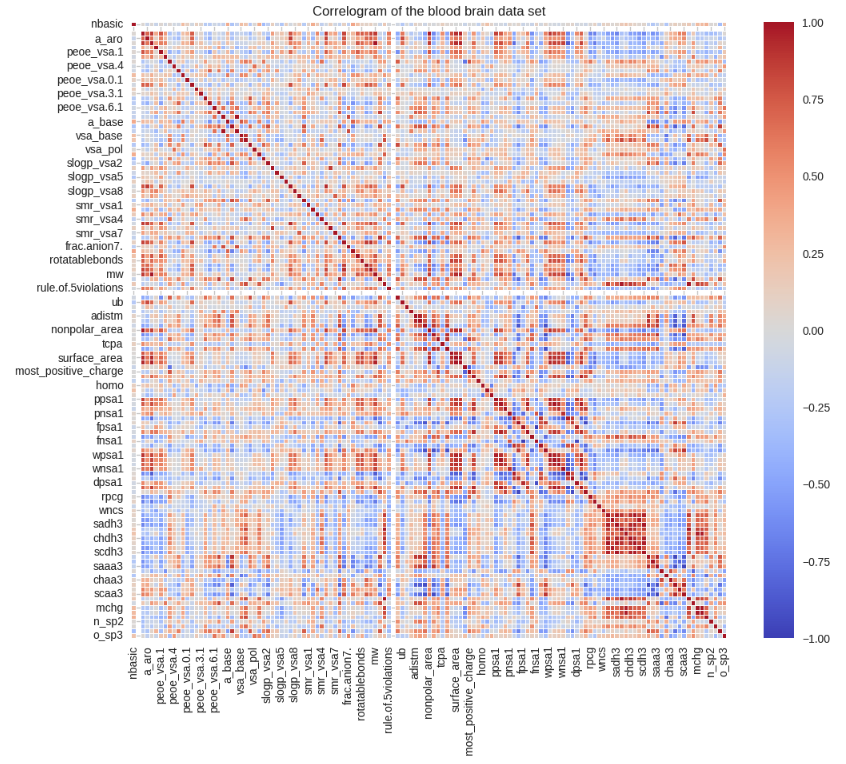 Correlogram of the blood brain data set
nbasic
a_aro
peoe_vsa.1
peoe_vsa.4
peoe_vsa.0.1
peoe_vsa.3.1
peoe_vsa.6.1
a_base
vsa_base
vsa_pol
slogp_vsa2
slogp_vsa5
slogp_vsa8
smr_vsa1
smr_vsa4
smr_vsa7
frac.anion7.
rotatablebonds
mw
rule.of.5violations
ub
adistm
nonpolar_area
tcpa
surface_area
most_positive_charge
homo
ppsa1
pnsa1
fpsa1
fnsa1
wpsa1
wnsa1
dpsa1
rpcg
wncs
sadh3
chdh3
scdh3
saaa3
chaa3
scaa3
mchg
n_sp2
o_sp3
nbasic
a_aro
peoe_vsa.1
peoe_vsa.4
peoe_vsa.0.1
peoe_vsa.3.1
peoe_vsa.6.1
a_base
vsa_base
vsa_pol
slogp_vsa2
slogp_vsa5
slogp_vsa8
smr_vsa1
smr_vsa4
smr_vsa7
frac.anion7.
rotatablebonds
mw
rule.of.5violations
ub
adistm
nonpolar_area
tcpa
surface_area
most_positive_charge
homo
ppsa1
pnsa1
fpsa1
fnsa1
wpsa1
wnsa1
dpsa1
rpcg
wncs
sadh3
chdh3
scdh3
saaa3
chaa3
scaa3
mchg
n_sp2
o_sp3
1.00
0.75
0.50
0.25
0.00
−0.25
−0.50
−0.75
−1.00